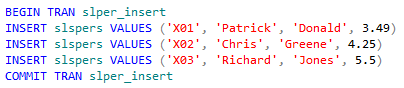 BEGIN TRAN slper_insert
INSERT slspers VALUES ('X01', 'Patrick', 'Donald', 3.49)
INSERT slspers VALUES ('X02', 'Chris', 'Greene', 4.25)
INSERT slspers VALUES ('X03', 'Richard', 'Jones', 5.5)
COMMIT TRAN slper_insert